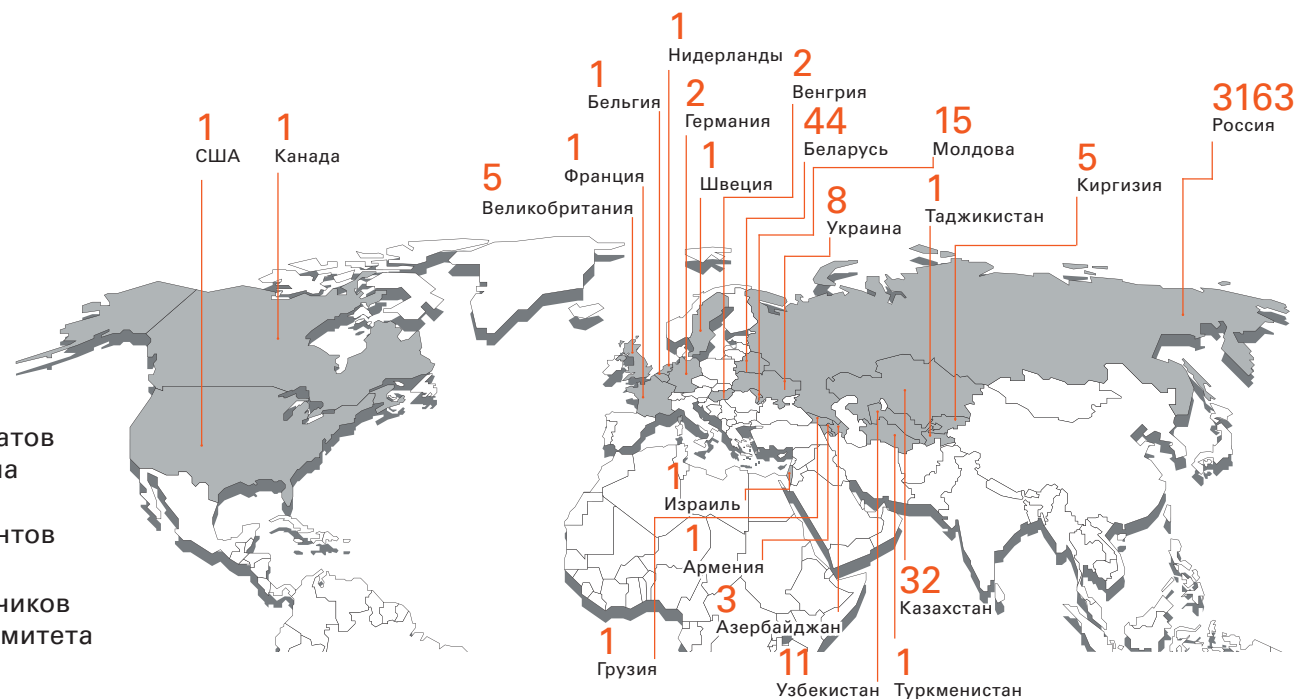 1
Нидерланды
1
Бельгия
2
Венгрия
2
Германия
3163
Россия
1
США
1
Канада
44
Беларусь
15
Молдова
1
Франция
1
Швеция
5
Киргизия
5
Великобритания
8
Украина
1
Таджикистан
1
Израиль
1
Армения
32
Казахстан
3
Азербайджан
1
Грузия
11
Узбекистан
1
Туркменистан